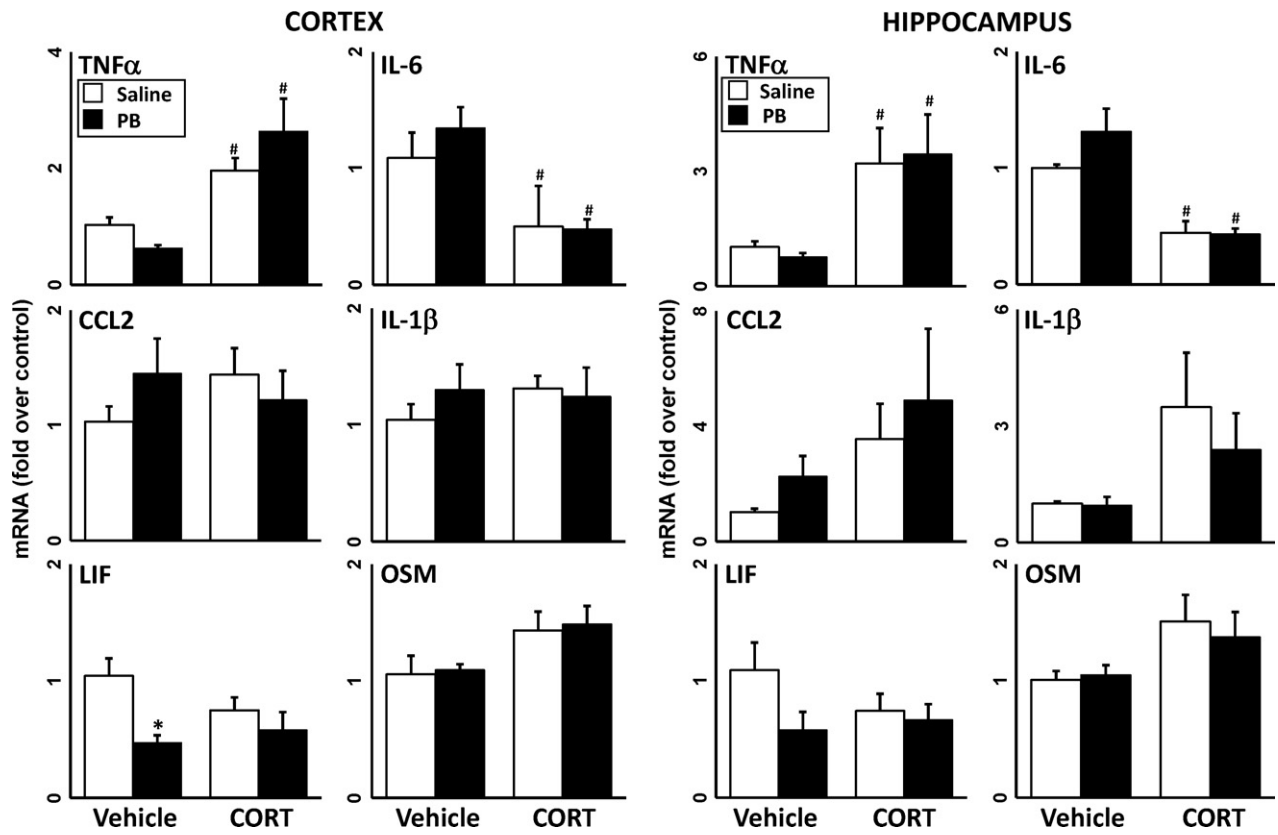 CORTEX
HIPPOCAMPUS
mRNA (fold over control)
TNFα
Saline
PB
4
2
0
#
#
IL-6
2
1
0
#
#
CCL2
2
1
0
IL-1β
2
1
0
LIF
2
1
0
*
OSM
2
1
0
Vehicle CORT
Vehicle CORT
mRNA (fold over control)
TNFα
Saline
PB
6
3
0
#
#
IL-6
2
1
0
#
#
CCL2
8
4
0
IL-1β
6
3
0
LIF
2
1
0
OSM
2
1
0
Vehicle CORT
Vehicle CORT